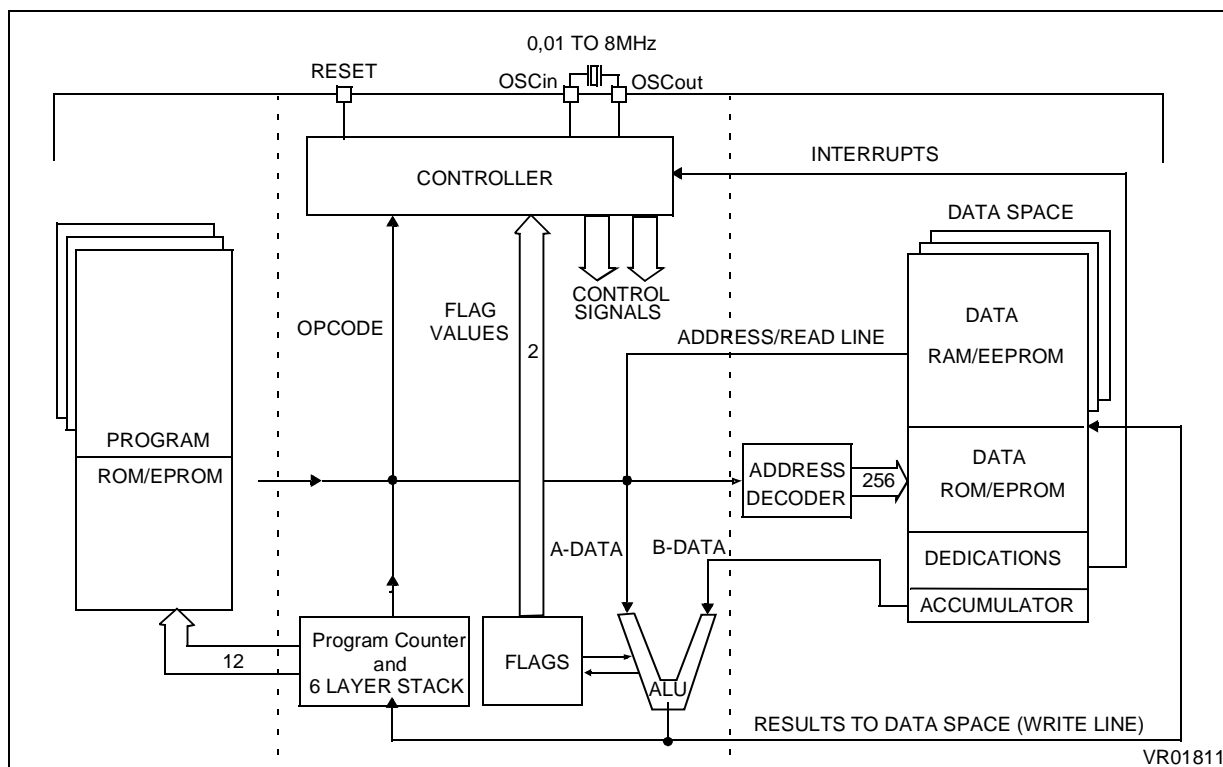 0,01 TO 8MHz
RESET
OSCin
OSCout
INTERRUPTS
CONTROLLER
DATA SPACE
OPCODE
FLAG
VALUES
2
CONTROL
SIGNALS
ADDRESS/READ LINE
DATA
RAM/EEPROM
PROGRAM
ROM/EPROM
ADDRESS
DECODER
256
DATA
ROM/EPROM
A-DATA
B-DATA
DEDICATIONS
ACCUMULATOR
12
Program Counter
and
6 LAYER STACK
FLAGS
ALU
RESULTS TO DATA SPACE (WRITE LINE)
VR01811